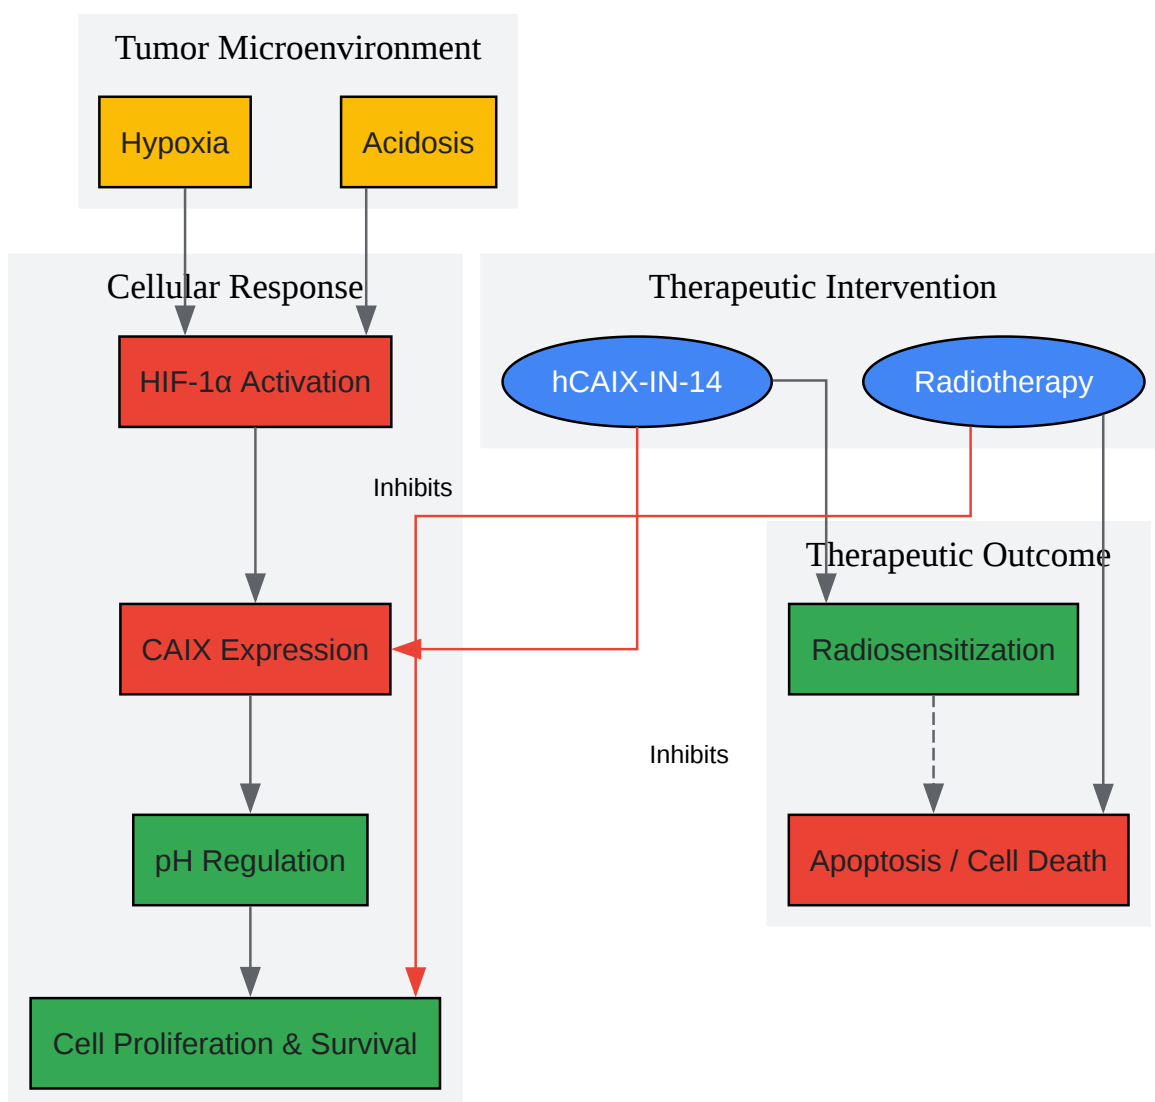 Tumor Microenvironment
Hypoxia
Acidosis
Cellular Response
Therapeutic Intervention
HIF-1α Activation
hCAIX-IN-14
Radiotherapy
Inhibits
Therapeutic Outcome
CAIX Expression
Radiosensitization
Inhibits
pH Regulation
Apoptosis / Cell Death
Cell Proliferation & Survival